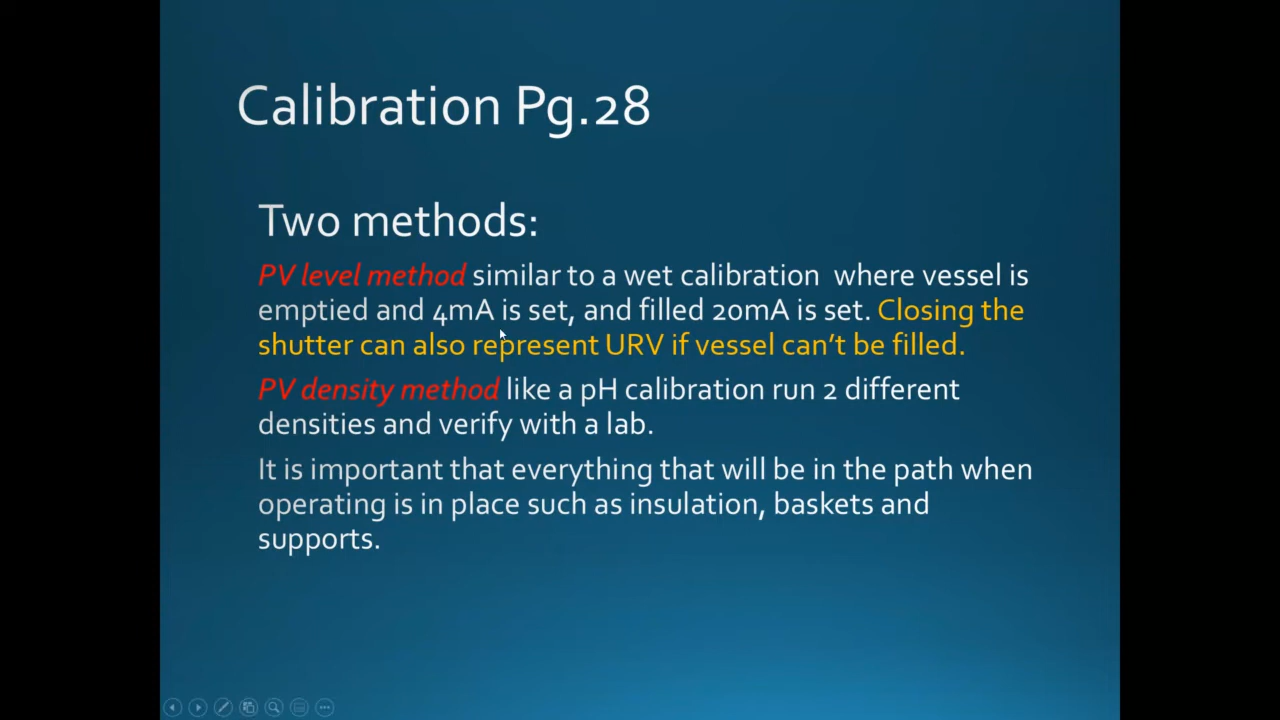 Calibration Pg.28
Two methods:
PV level method similar to a wet calibration  where vessel is
emptied and 4mA is set, and filled 20mA is set. Closing the
shutter can also represent URV if vessel can’t be filled.
PV density method like a pH calibration run 2 different
densities and verify with a lab.
It is important that everything that will be in the path when
operating is in place such as insulation, baskets and
supports.